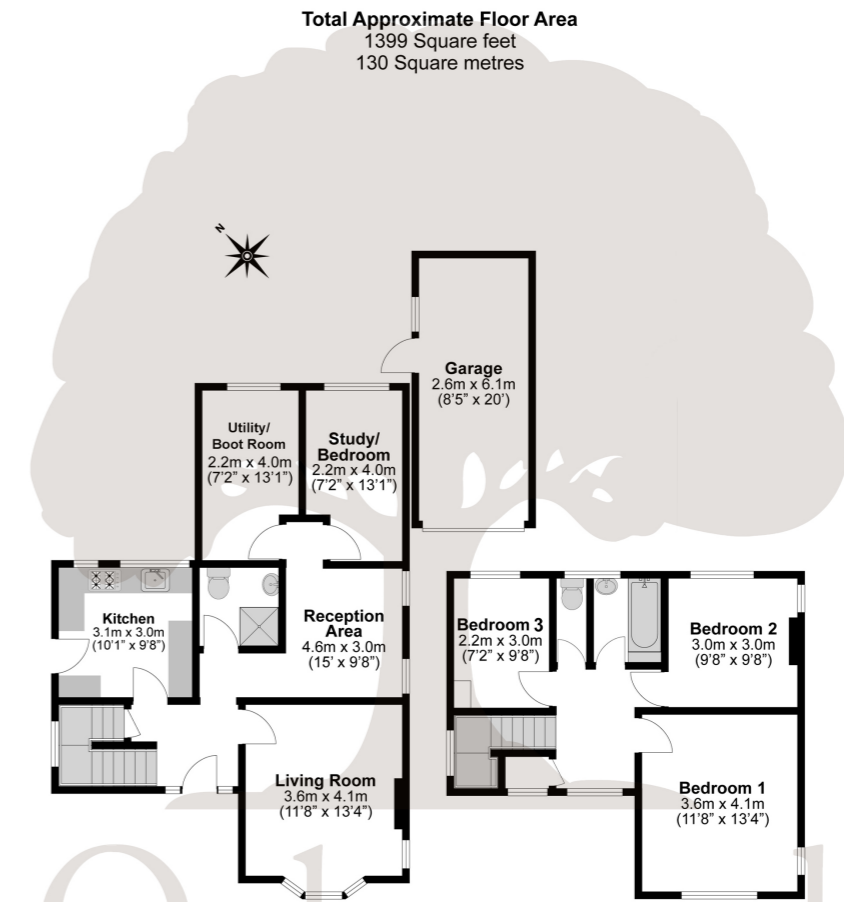 Total Approximate Floor Area
1399 Square feet
130 Square metres
N
Garage
2.6m x 6.1m
(8'5" x 20')
Utility/
Boot Room
2.2m x 4.0m
(7'2" x 13'1")
Study/
Bedroom
2.2m x 4.0m
(7'2" x 13'1")
Kitchen
3.1m x 3.0m
(10'1" x 9'8")
Reception
Area
4.6m x 3.0m
(15' x 9'8")
Living Room
3.6m x 4.1m
(11'8" x 13'4")
Bedroom 3
2.2m x 3.0m
(7'2" x 9'8")
Bedroom 2
3.0m x 3.0m
(9'8" x 9'8")
Bedroom 1
3.6m x 4.1m
(11'8" x 13'4")